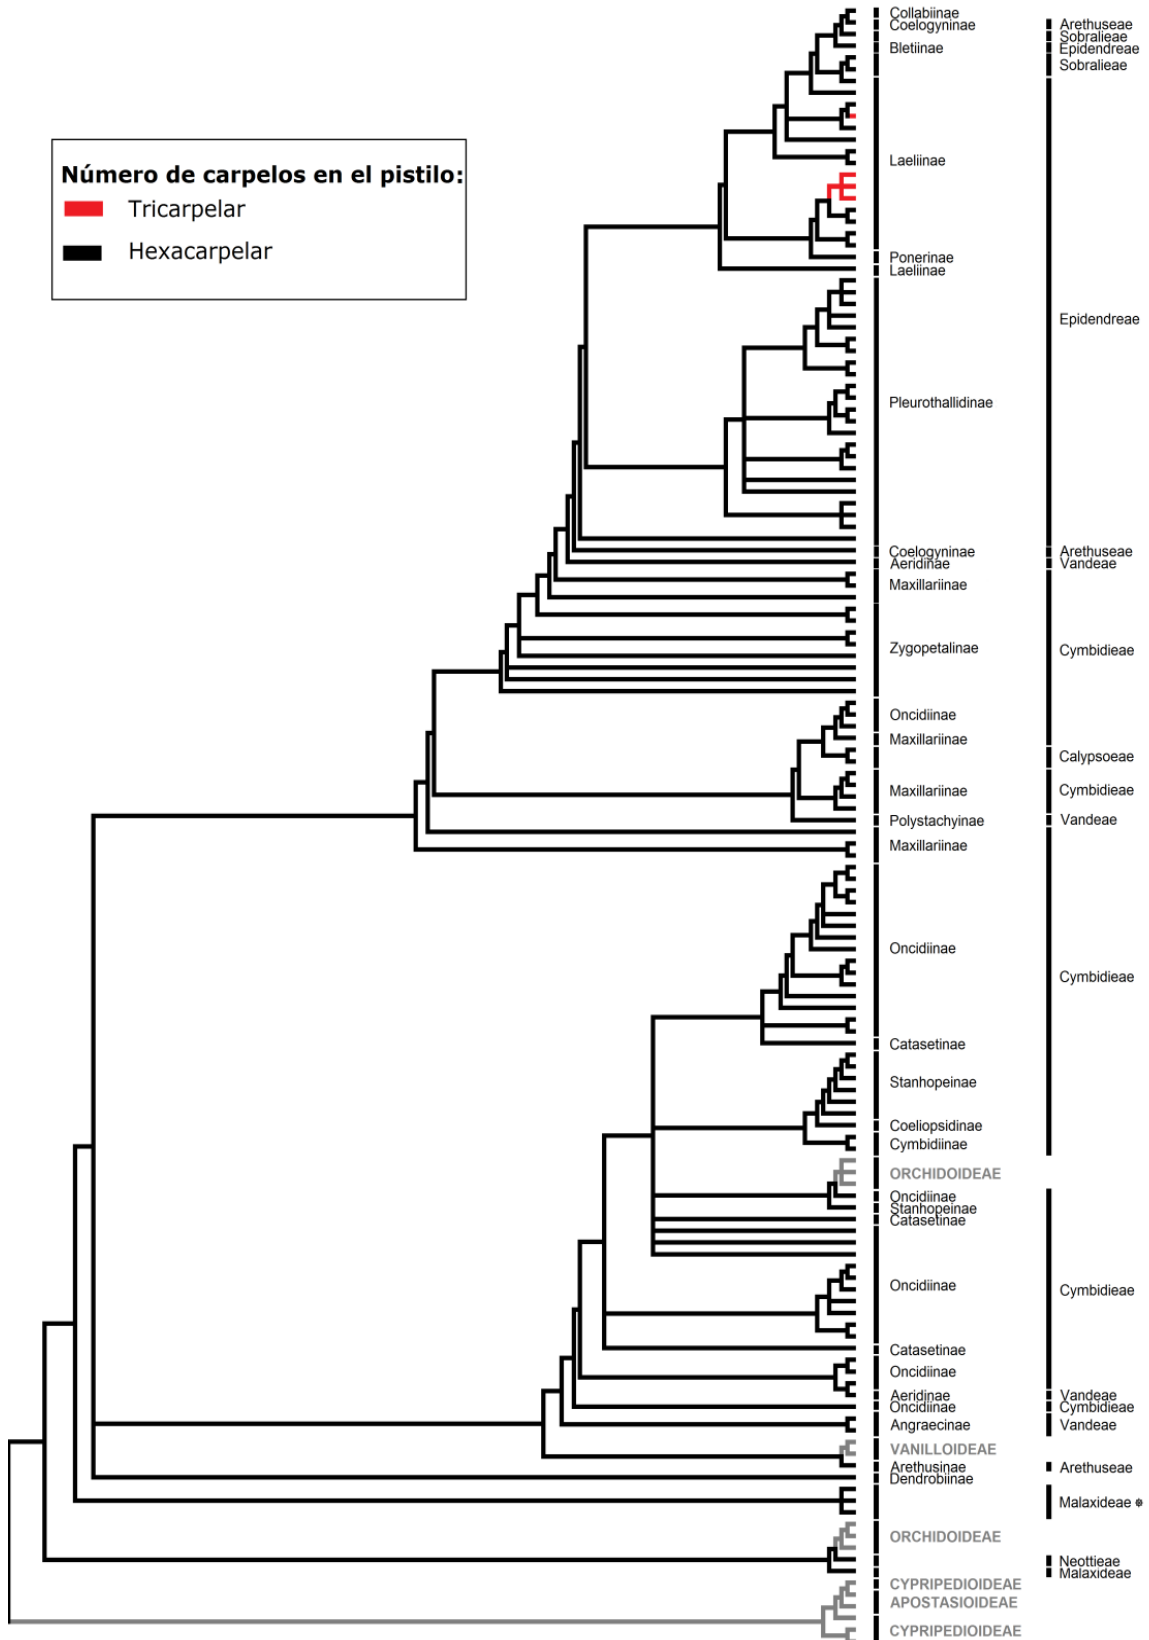 Collabiinae
Coelogyninae Arethuseae
Sobralieae
Bletiinae Epidendreae
Sobralieae
Número de carpelos en el pistilo:
Tricarpelar
Hexacarpelar
Laeliinae
Ponerinae
Laeliinae
Epidendreae
Pleurothallidinae
Coelogyninae Arethuseae
Aeridinae Vandeae
Maxillariinae
Zygopetalinae Cymbidieae
Oncidiinae
Maxillariinae
Calypsoeae
Maxillariinae Cymbidieae
Polystachyinae Vandeae
Maxillariinae
Oncidiinae
Cymbidieae
Catasetinae
Stanhopeinae
Coeliopsidinae
Cymbidiinae
ORCHIDOIDEAE
Oncidiinae
Stanhopeinae
Catasetinae
Oncidiinae Cymbidieae
Catasetinae
Oncidiinae
Aeridinae Vandeae
Oncidiinae Cymbidieae
Angraecinae Vandeae
VANILLOIDEAE
Arethusinae Arethuseae
Dendrobiinae
Malaxideae
ORCHIDOIDEAE
Neottieae
Malaxideae
CYPRIPEDIOIDEAE
APOSTASIOIDEAE
CYPRIPEDIOIDEAE